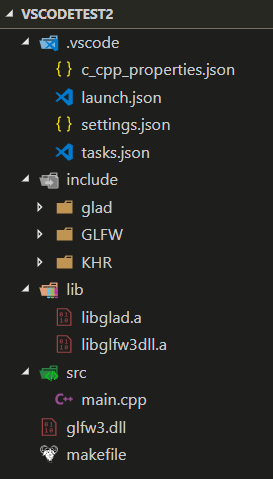 VSCODETEST2
.vscode
c_cpp_properties.json
launch.json
settings.json
tasks.json
include
glad
GLFW
KHR
lib
libglad.a
libglfw3dll.a
src
main.cpp
glfw3.dll
makefile